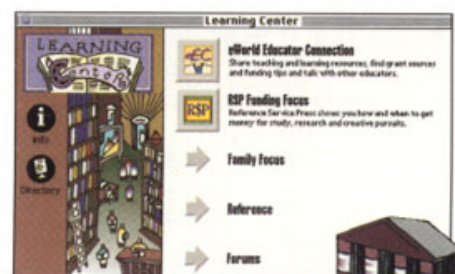 Learning Center
LEARNING
Center
info
Directory
eEC
eWorld Educator Connection
Share teaching and learning resources, find grant sources
and funding tips and talk with other educators.
RSP
RSP Funding Focus
Reference Service Press shows you how and when to get
money for study, research and creative pursuits.
Family Focus
Reference
Forums